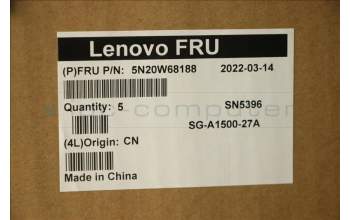 Lenovo FRU
(P)FRU P/N: 5N20W68188 2022-03-14
Quantity: 5 SN5396
SG-A1500-27A
(4L)Origin: CN
Made in China